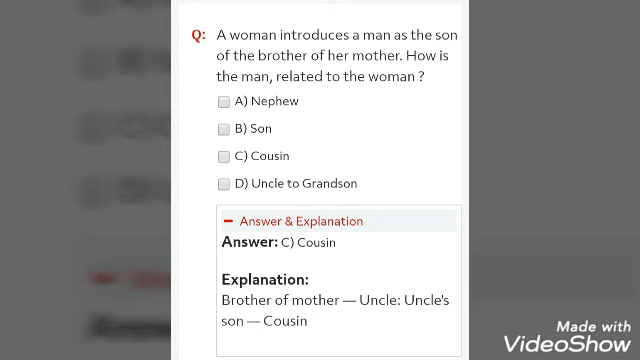 Q: A woman introduces a man as the son
of the brother of her mother. How is
the man, related to the woman ?
A) Nephew
B) Son
C) Cousin
D) Uncle to Grandson
Answer & Explanation
Answer: C) Cousin
Explanation:
Brother of mother — Uncle: Uncle's
son — Cousin
Made with
VideoShow